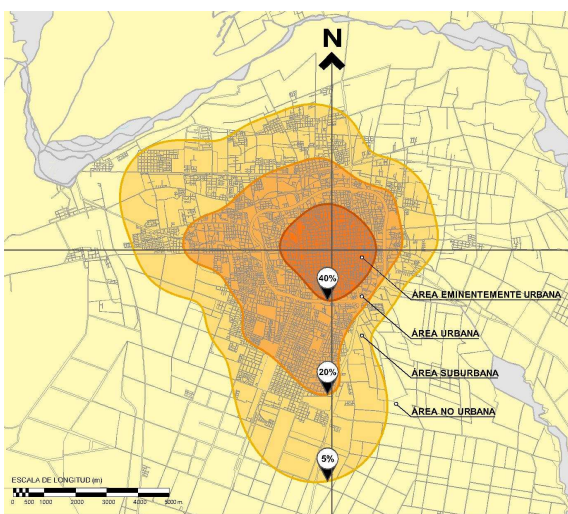 N
40%
ÁREA EMINENTEMENTE URBANA
ÁREA URBANA
20%
ÁREA SUBURBANA
ÁREA NO URBANA
5%
ESCALA DE LONGITUD (m)
0 500 1000 2000 3000 4000 5000 m.